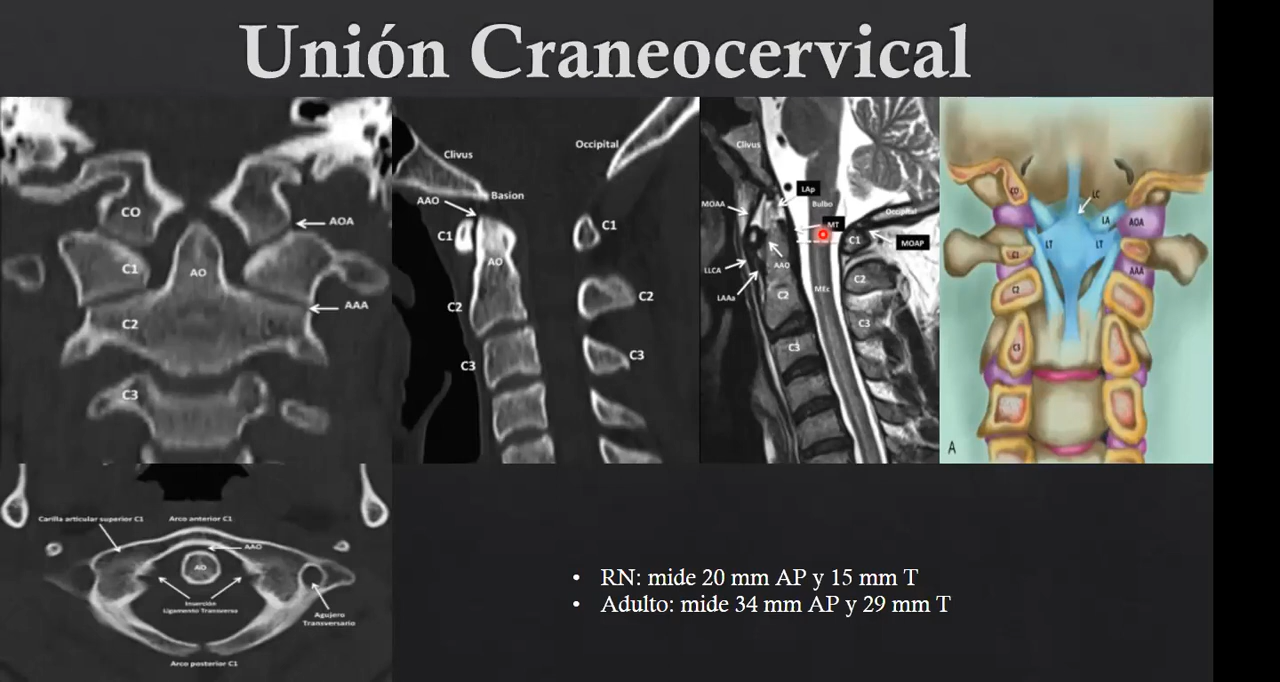 Unión Craneocervical
CO
AOA
C1
AO
AAA
C2
C3
Clivus
Occipital
AAO
Basion
C1
C1
AO
C2
C2
C3
C3
Clivus
LAp
MOAA
Bulbo
Occipital
MT
C1
MOAP
AAO
LLCA
LAAa
C2
MEc
C2
C3
C3
CO
LC
LA
AOA
LT
LT
C1
AAA
C2
C3
A
Carilla articular superior C1
Arco anterior C1
AAO
AO
Inserción
Ligamento Transverso
Agujero
Transversario
Arco posterior C1
• RN: mide 20 mm AP y 15 mm T
• Adulto: mide 34 mm AP y 29 mm T